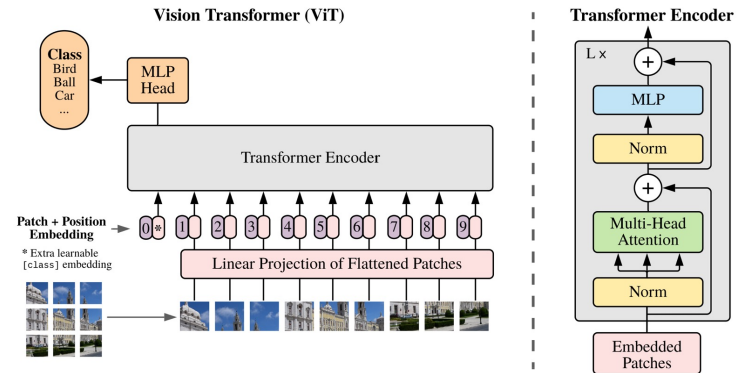 Vision Transformer (ViT)
Class
Bird
Ball
Car
...
MLP
Head
Transformer Encoder
Patch + Position
Embedding
0 * 1 2 3 4 5 6 7 8 9
* Extra learnable
[class] embedding
Linear Projection of Flattened Patches
Transformer Encoder
L x
+
MLP
Norm
+
Multi-Head
Attention
Norm
Embedded
Patches